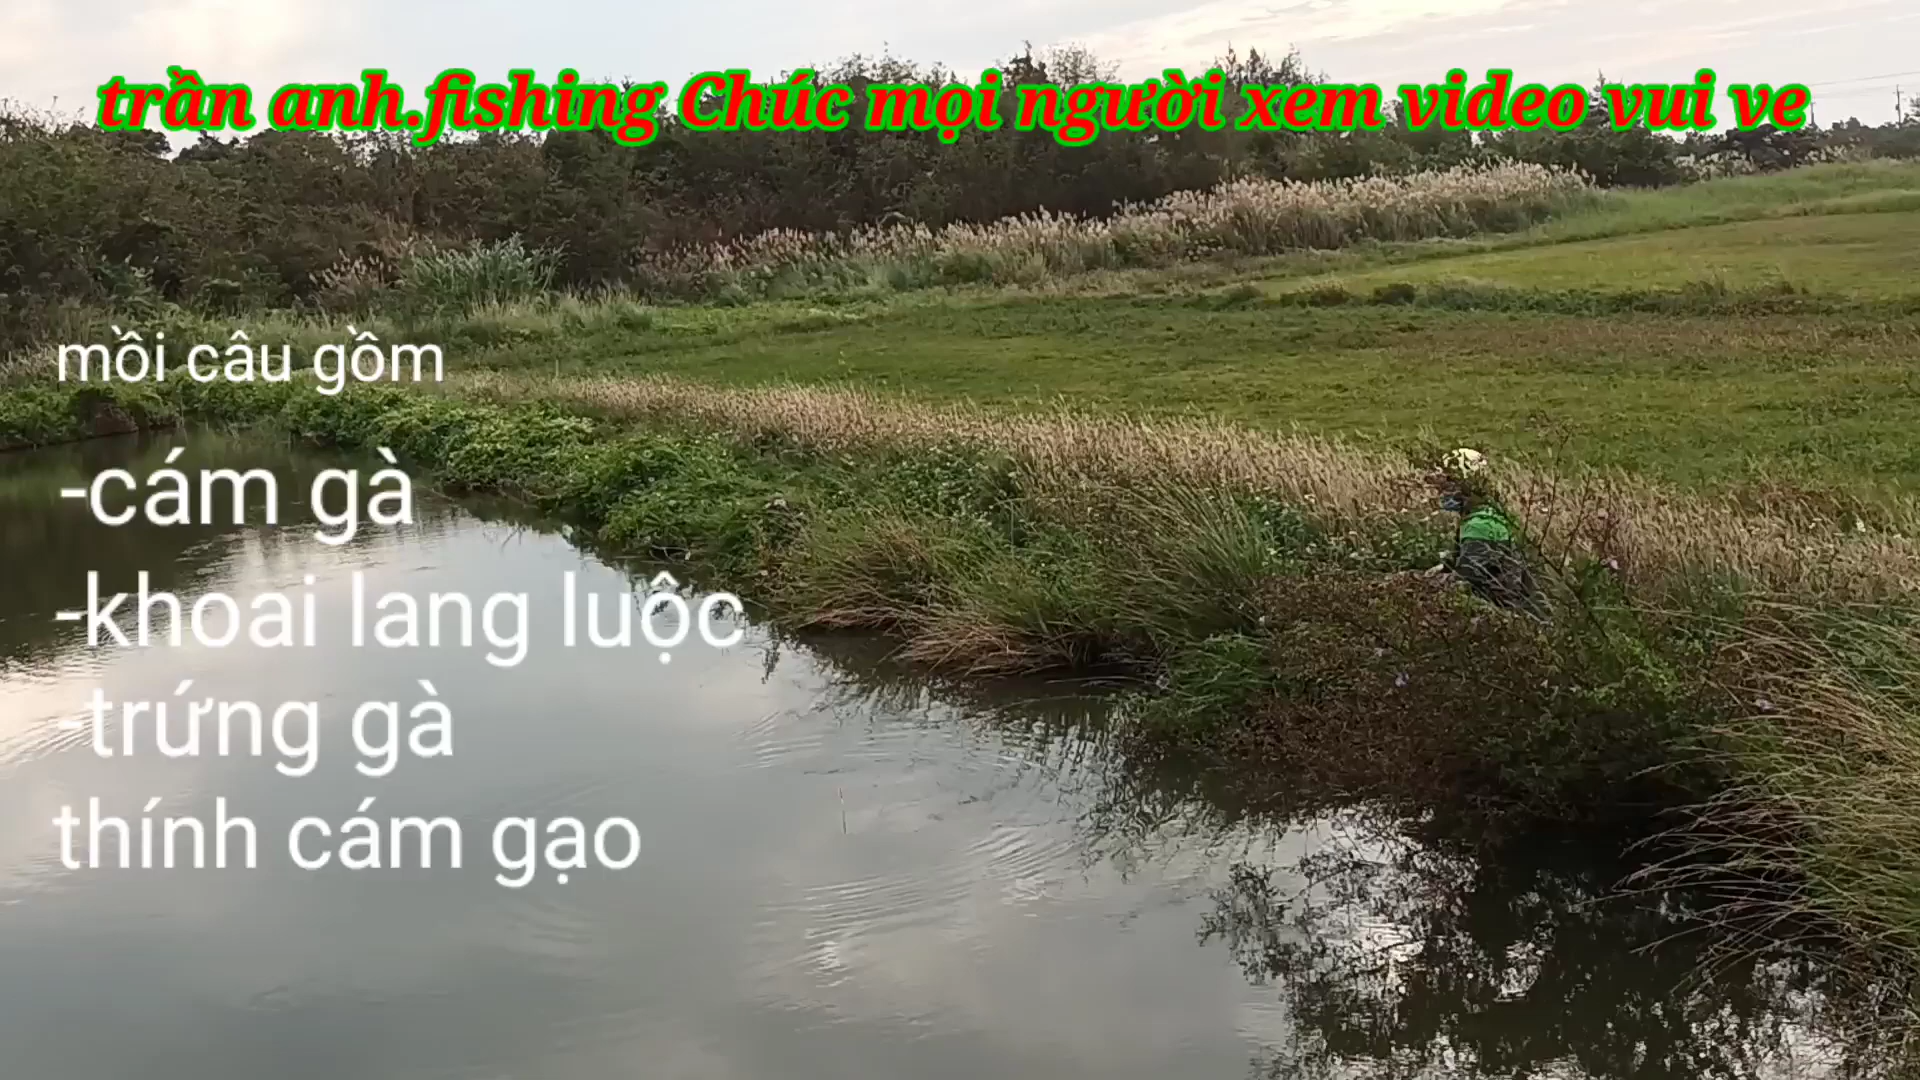 trần anh.fishing Chúc mọi người xem video vui ve
mồi câu gồm
-cám gà
-khoai lang luộc
-trứng gà
thính cám gạo